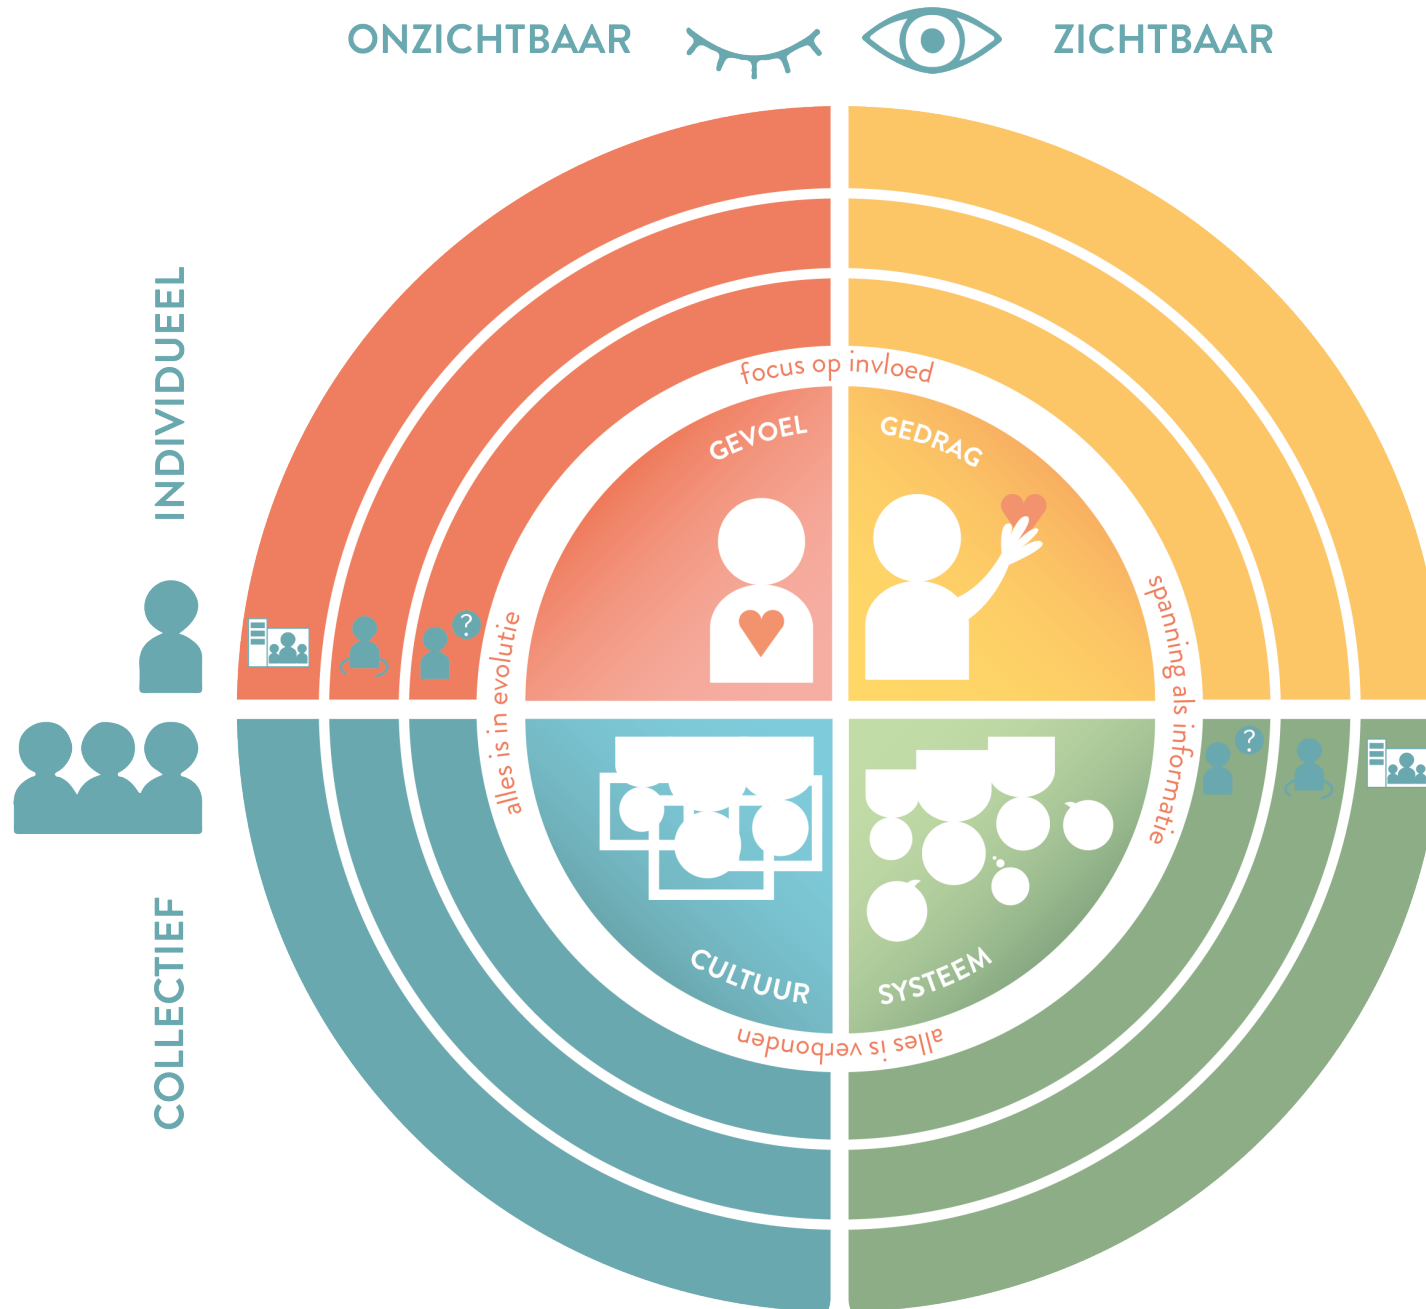 ONZICHTBAAR
ZICHTBAAR
INDIVIDUEEL
COLLECTIEF
focus op invloed
GEVOEL
GEDRAG
alles is in evolutie
spanning als informatie
?
?
CULTUUR
SYSTEEM
alles is verbonden